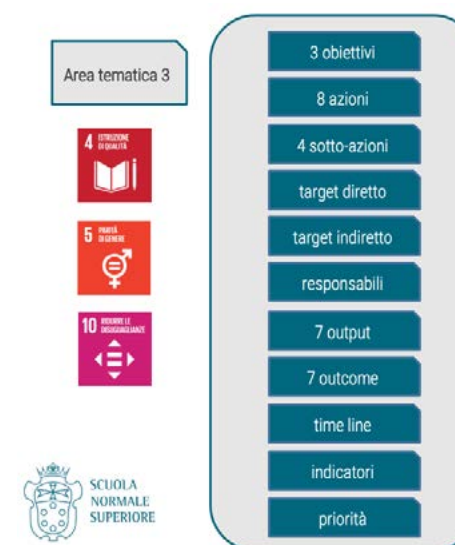 Area tematica 3
4 ISTRUZIONE
DI QUALITÀ
5 PARITÀ
DI GENERE
10 RIDURRE LE
DISUGUAGLIANZE
SCUOLA
NORMALE
SUPERIORE
3 obiettivi
8 azioni
4 sotto-azioni
target diretto
target indiretto
responsabili
7 output
7 outcome
time line
indicatori
priorità